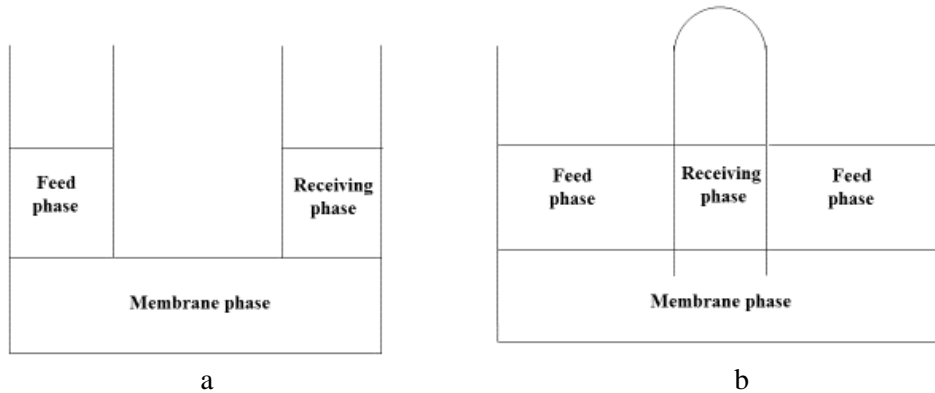 Feed
phase
Receiving
phase
Membrane phase
a
Feed
phase
Receiving
phase
Feed
phase
Membrane phase
b